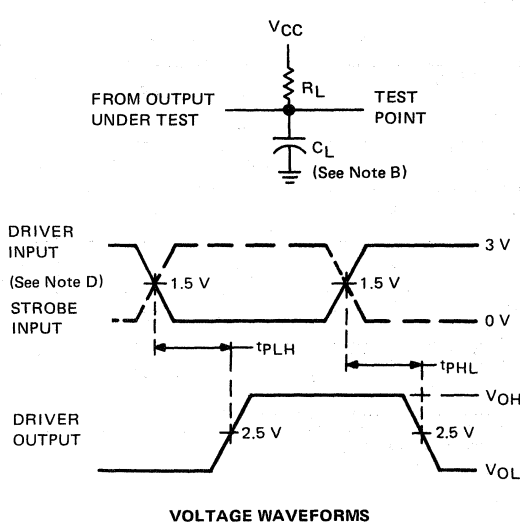 VCC
RL
FROM OUTPUT
UNDER TEST
TEST
POINT
CL
(See Note B)
DRIVER
INPUT
3 V
(See Note D)
1.5 V
1.5 V
STROBE
INPUT
0 V
tPLH
tPHL
VOH
DRIVER
OUTPUT
2.5 V
2.5 V
VOL
VOLTAGE WAVEFORMS